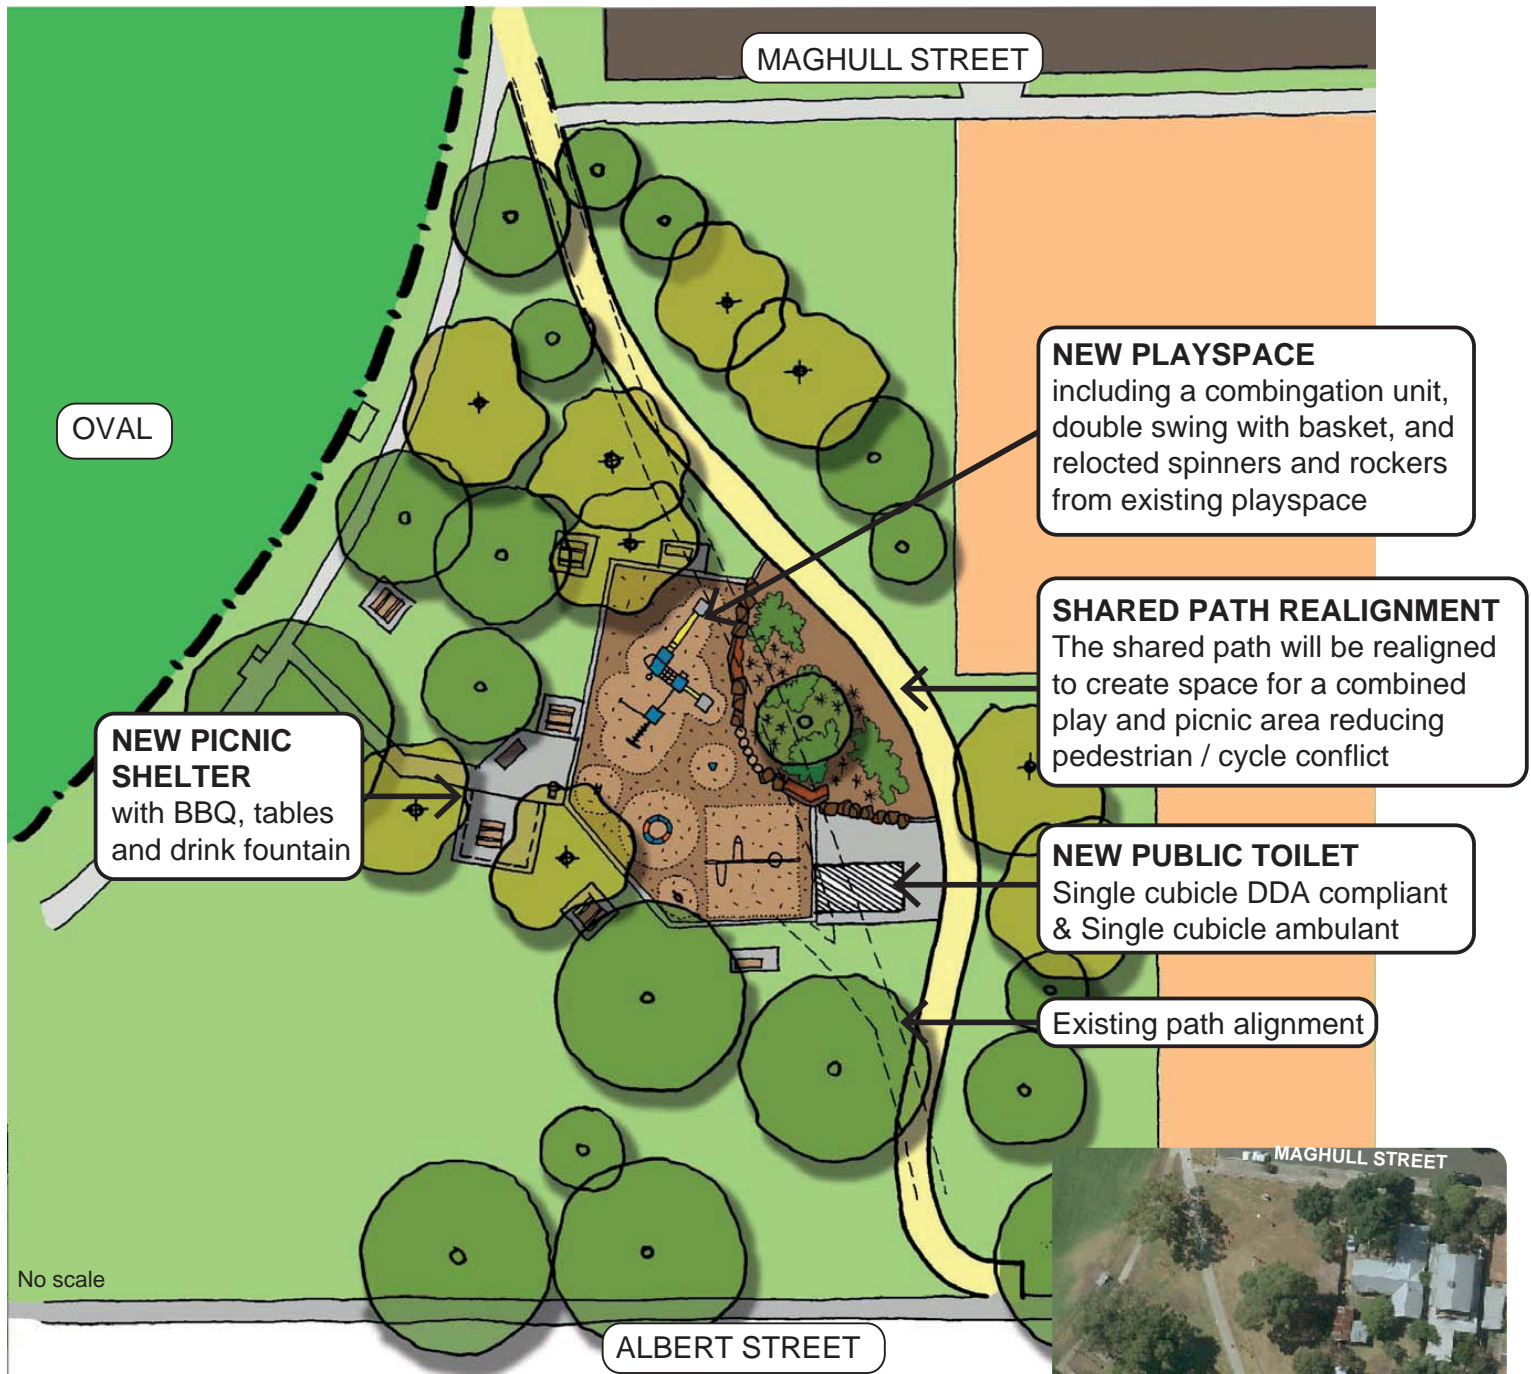 MAGHULL STREET
OVAL
NEW PLAYSPACE
including a combingation unit,
double swing with basket, and
relocted spinners and rockers
from existing playspace
SHARED PATH REALIGNMENT
The shared path will be realigned
to create space for a combined
play and picnic area reducing
pedestrian / cycle conflict
NEW PICNIC
SHELTER
with BBQ, tables
and drink fountain
NEW PUBLIC TOILET
Single cubicle DDA compliant
& Single cubicle ambulant
Existing path alignment
MAGHULL STREET
No scale
ALBERT STREET